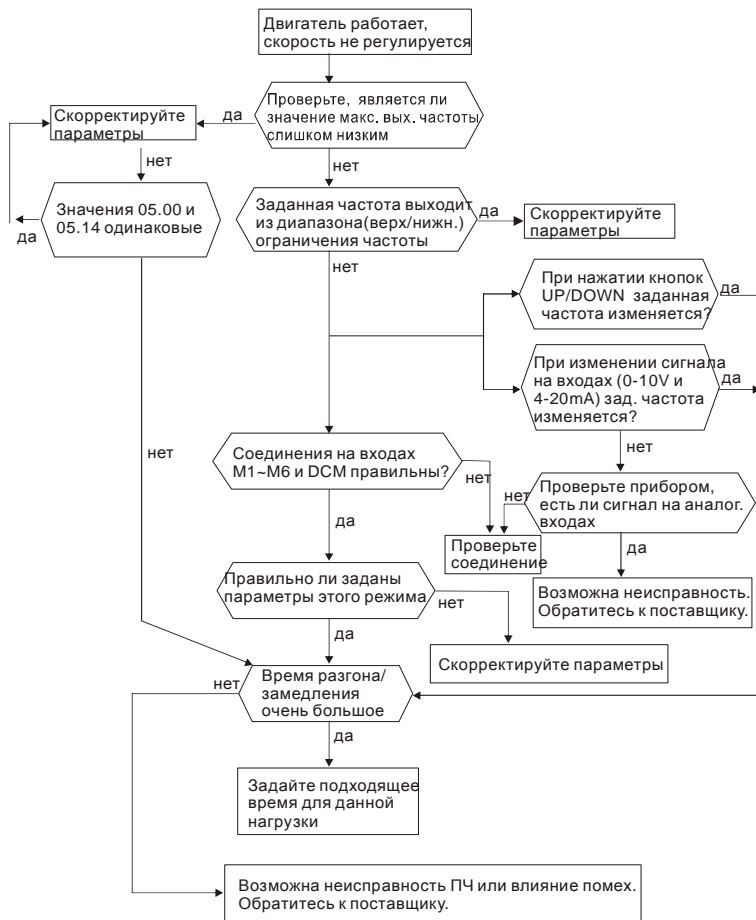 Двигатель работает,
скорость не регулируется
Проверьте, является ли
значение макс. вых. частоты
слишком низким
да
Скорректируйте
параметры
нет
нет
Значения 05.00 и
05.14 одинаковые
да
Заданная частота выходит
из диапазона(верх/нижн.)
ограничения частоты
да
Скорректируйте
параметры
нет
При нажатии кнопок
UP/DOWN заданная
частота изменяется?
да
При изменении сигнала
на входах (0-10V и
4-20mA) зад. частота
изменяется?
да
нет
нет
Соединения на входах
M1~M6 и DCM правильны?
нет
нет
Проверьте прибором,
есть ли сигнал на аналог.
входах
да
Проверьте
соединение
да
Возможна неисправность.
Обратитесь к поставщику.
Правильно ли заданы
параметры этого режима
нет
да
Скорректируйте параметры
нет
Время разгона/
замедления
очень большое
да
Задайте подходящее
время для данной
нагрузки
Возможна неисправность ПЧ или влияние помех.
Обратитесь к поставщику.